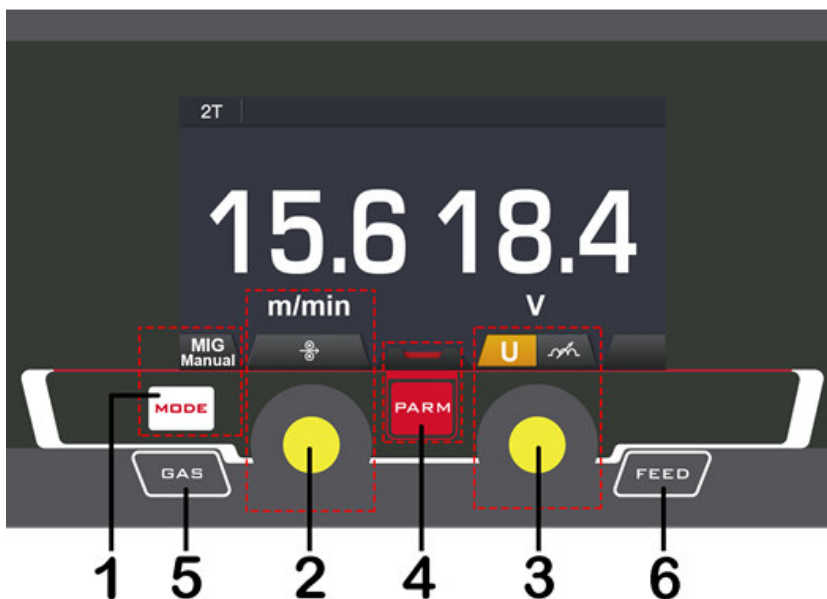 2T
15.6 18.4
m/min V
MIG
Manual
U
MODE
PARM
GAS
FEED
1 5 2 4 3 6